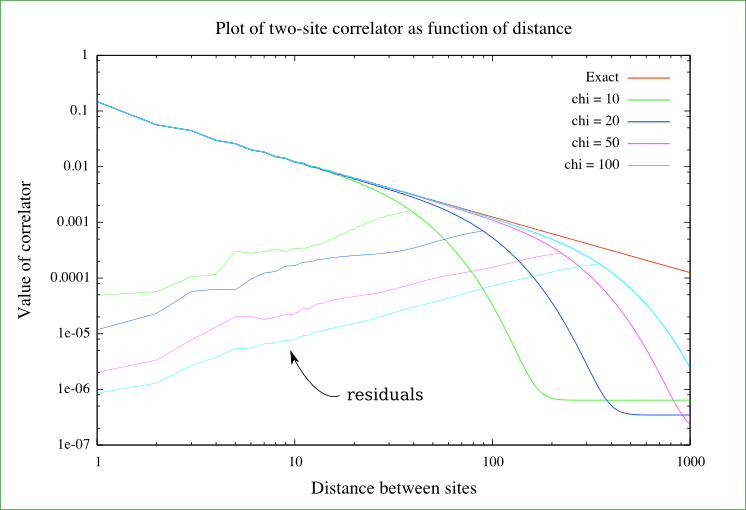 Plot of two-site correlator as function of distance
1
0.1
0.01
0.001
0.0001
1e-05
1e-06
1e-07
Value of correlator
Exact
chi = 10
chi = 20
chi = 50
chi = 100
residuals
1 10 100 1000
Distance between sites